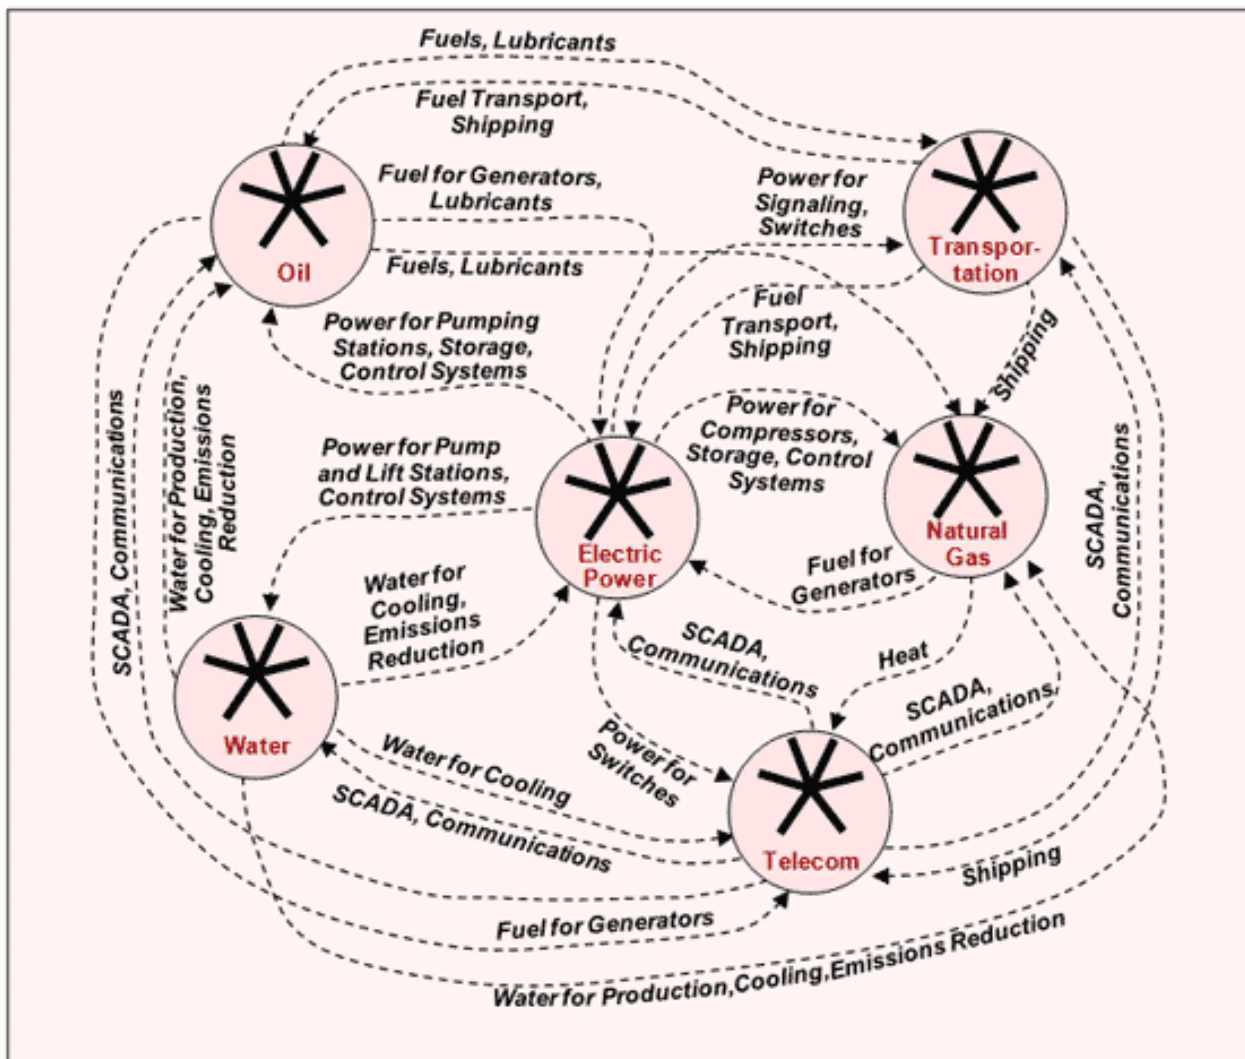 Fuels, Lubricants
Fuel Transport,
Shipping
Fuel for Generators,
Lubricants
Power for
Signaling,
Switches
Oil
Fuels, Lubricants
Transpor-
tation
Fuel
Transport,
Shipping
Shipping
Power for Pumping
Stations, Storage,
Control Systems
SCADA, Communications
Water for Production,
Cooling, Emissions
Reduction
Power for Pump
and Lift Stations,
Control Systems
Power for
Compressors,
Storage, Control
Systems
SCADA,
Communications
Electric
Power
Natural
Gas
Water for
Cooling,
Emissions
Reduction
Fuel for
Generators
SCADA,
Communications
Heat
SCADA,
Communications
Water
Water for Cooling
Power for
Switches
SCADA, Communications
Telecom
Shipping
Fuel for Generators
Water for Production,Cooling,Emissions Reduction